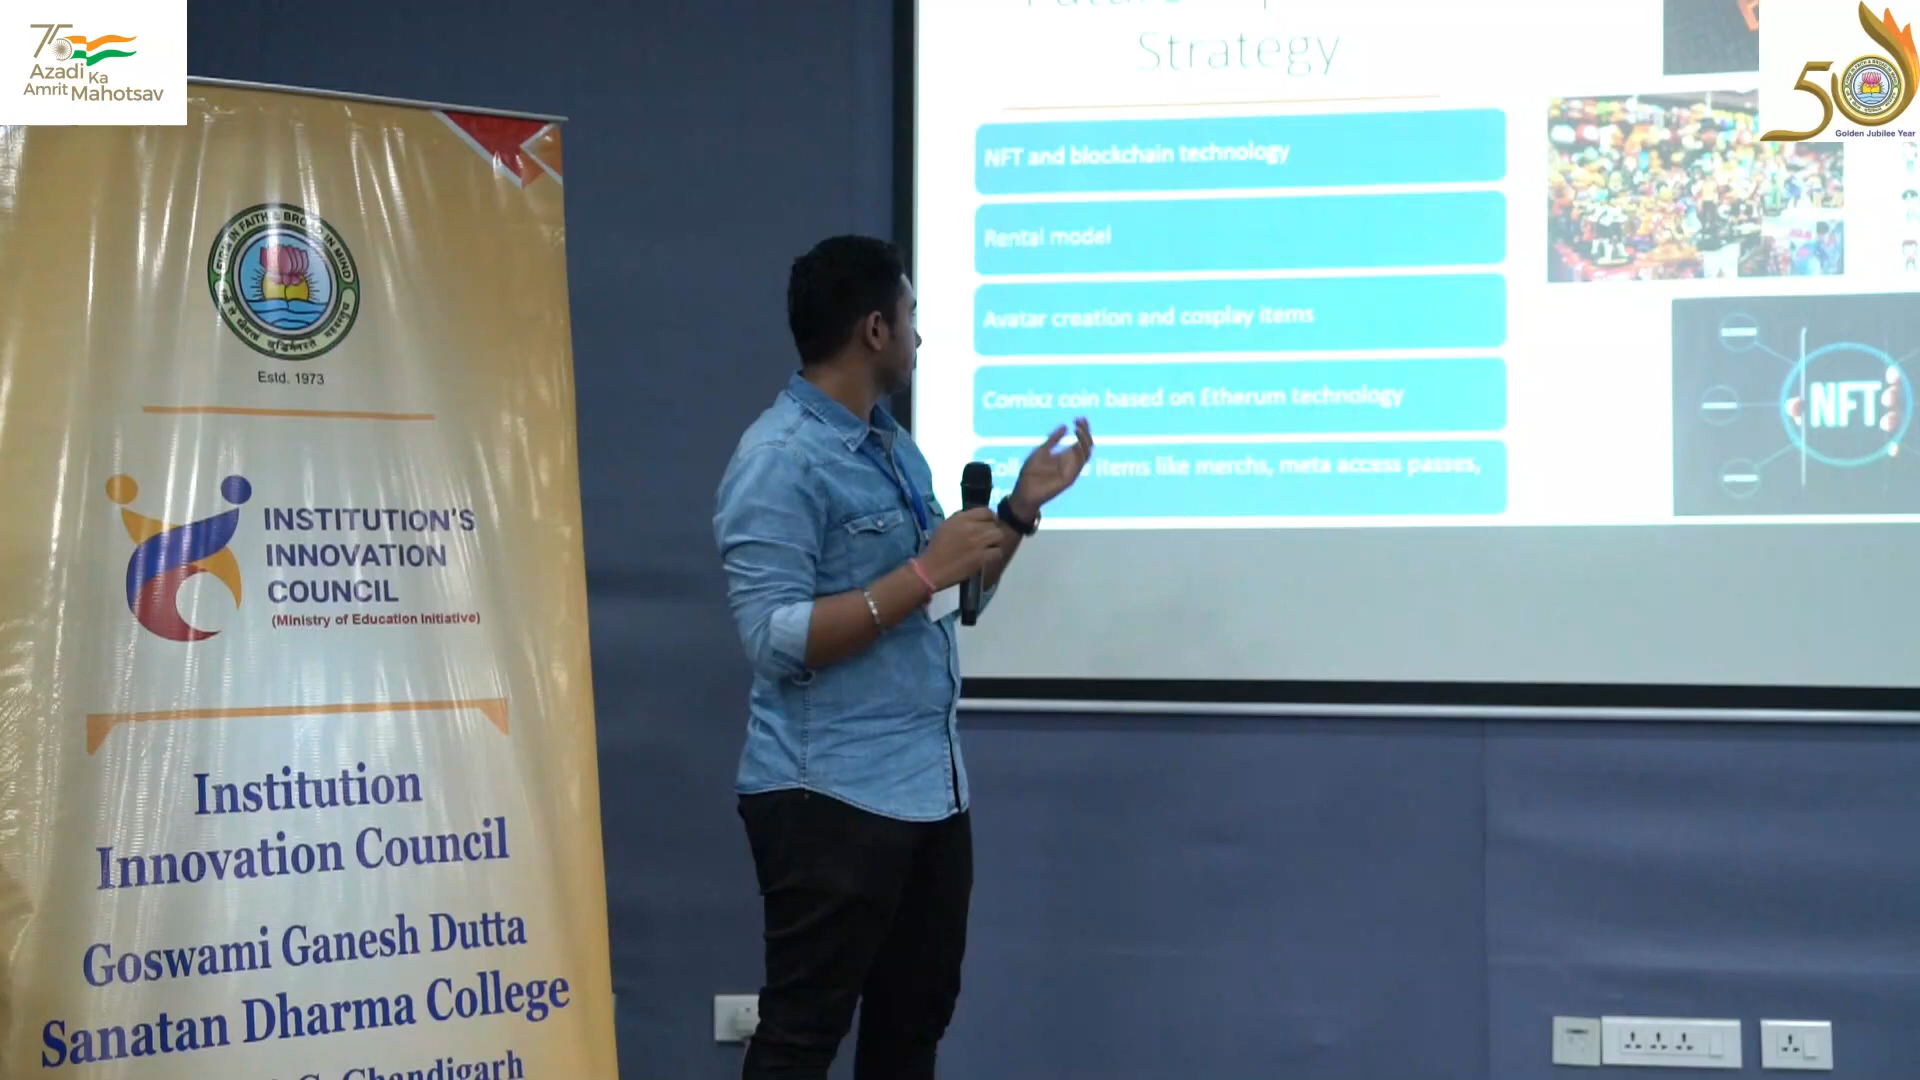 75
Azadi Ka
Amrit Mahotsav
50
Golden Jubilee Year
Strategy
NFT and blockchain technology
Rental model
Avatar creation and cosplay items
Comixz coin based on Etherum technology
items like merchs, meta access passes,
NFT
Estd. 1973
INSTITUTION'S
INNOVATION
COUNCIL
(Ministry of Education Initiative)
Institution
Innovation Council
Goswami Ganesh Dutta
Sanatan Dharma College
Chandigarh